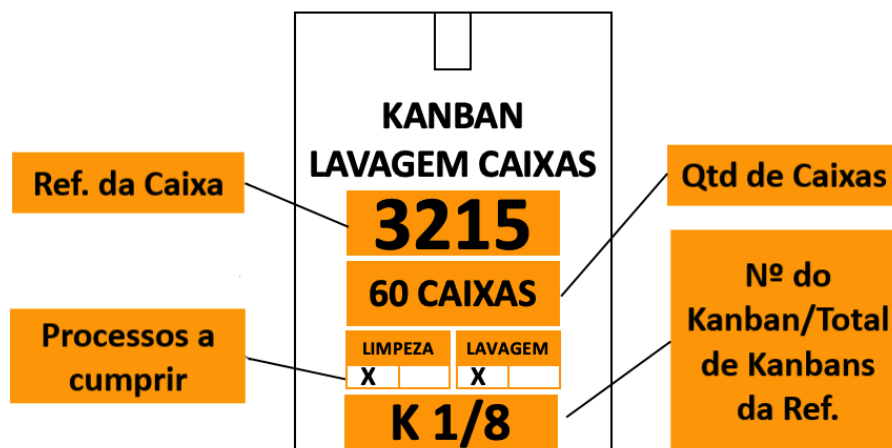 KANBAN
LAVAGEM CAIXAS
Ref. da Caixa
3215
Qtd de Caixas
60 CAIXAS
Processos a
cumprir
LIMPEZA LAVAGEM
X X
K 1/8
Nº do
Kanban/Total
de Kanbans
da Ref.